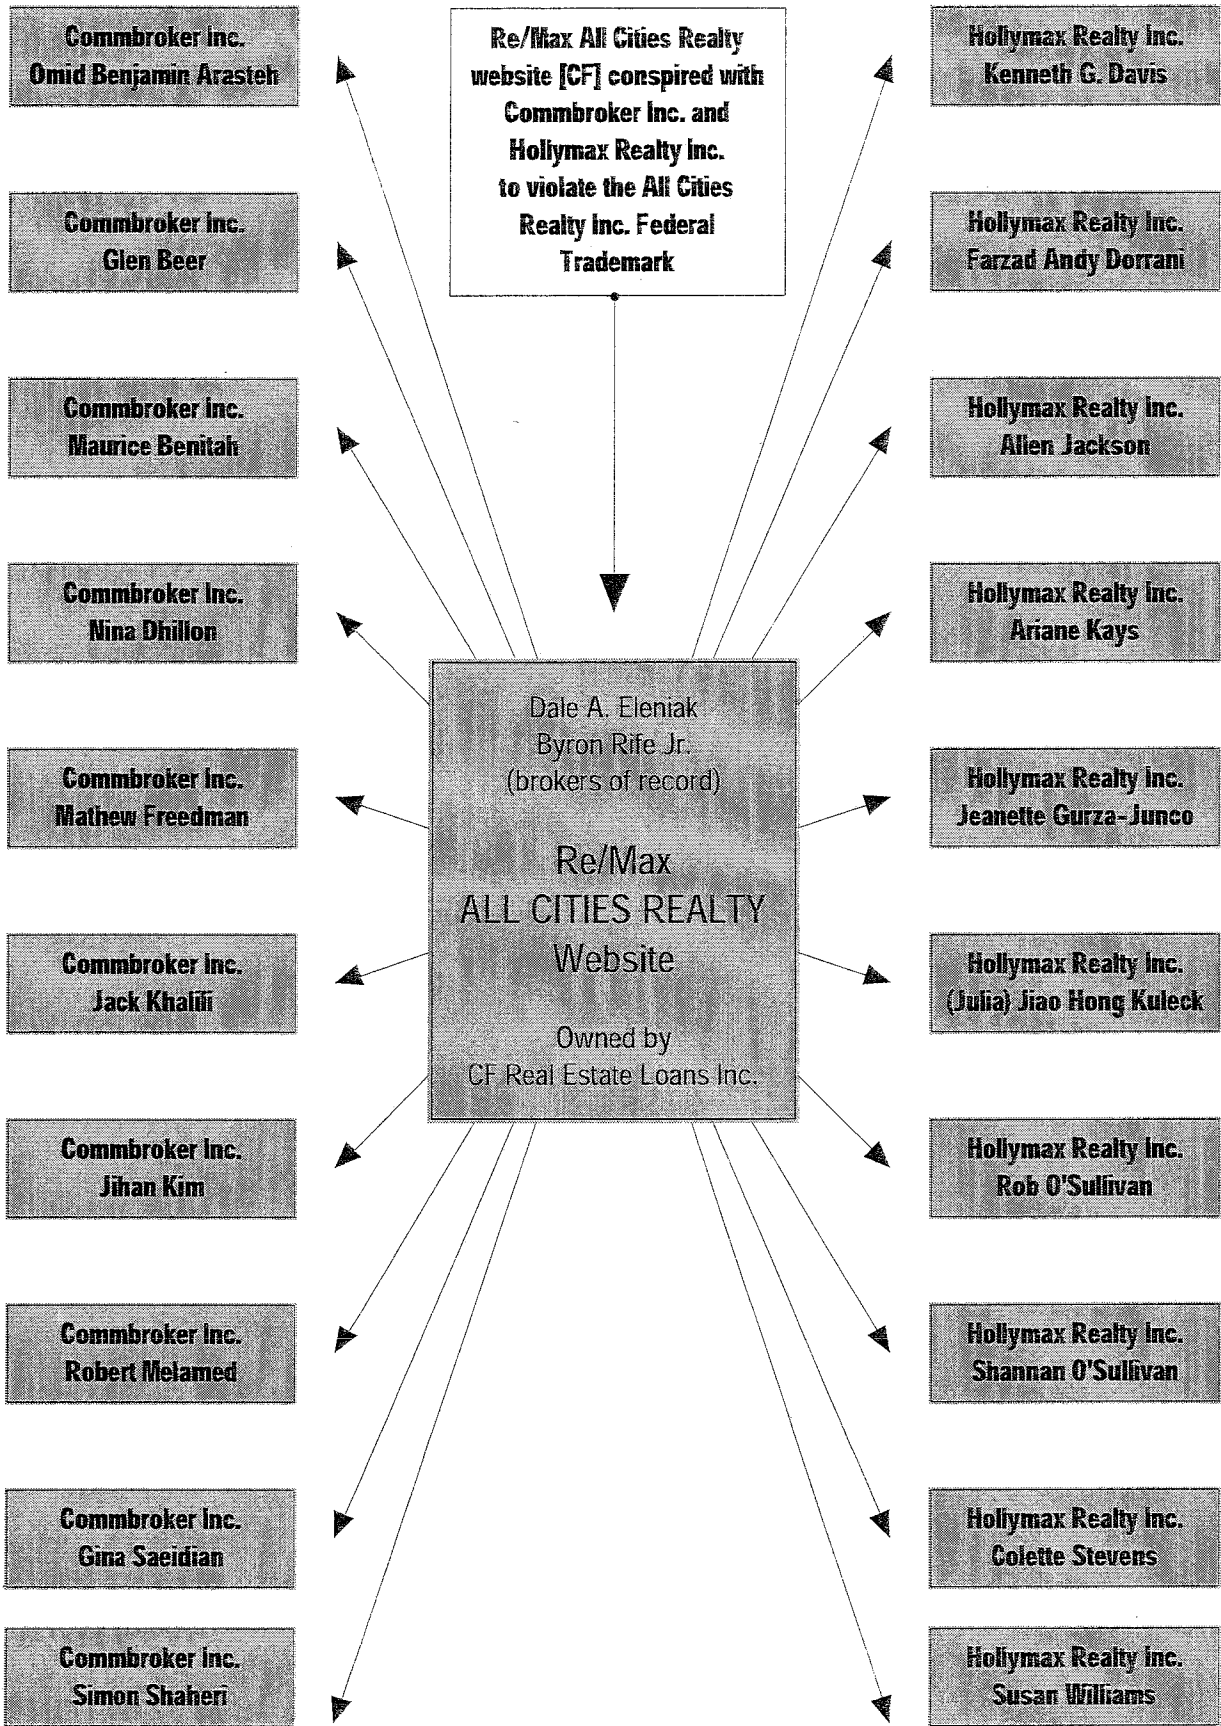 Commbroker Inc.
Omid Benjamin Arasteh
Commbroker Inc.
Glen Beer
Commbroker Inc.
Maurice Benitah
Commbroker Inc.
Nina Dhillon
Commbroker Inc.
Mathew Freedman
Commbroker Inc.
Jack Khalili
Commbroker Inc.
Jihan Kim
Commbroker Inc.
Robert Melamed
Commbroker Inc.
Gina Saeidian
Commbroker Inc.
Simon Shaheri
Re/Max All Cities Realty
website [CF] conspired with
Commbroker Inc. and
Hollymax Realty Inc.
to violate the All Cities
Realty Inc. Federal
Trademark
Dale A. Eleniak
Byron Rife Jr.
(brokers of record)
Re/Max
ALL CITIES REALTY
Website
Owned by
CF Real Estate Loans Inc.
Hollymax Realty Inc.
Kenneth G. Davis
Hollymax Realty Inc.
Farzad Andy Dorrani
Hollymax Realty Inc.
Allen Jackson
Hollymax Realty Inc.
Ariane Kays
Hollymax Realty Inc.
Jeanette Gurza-Junco
Hollymax Realty Inc.
(Julia) Jiao Hong Kuleck
Hollymax Realty Inc.
Rob O'Sullivan
Hollymax Realty Inc.
Shannan O'Sullivan
Hollymax Realty Inc.
Colette Stevens
Hollymax Realty Inc.
Susan Williams